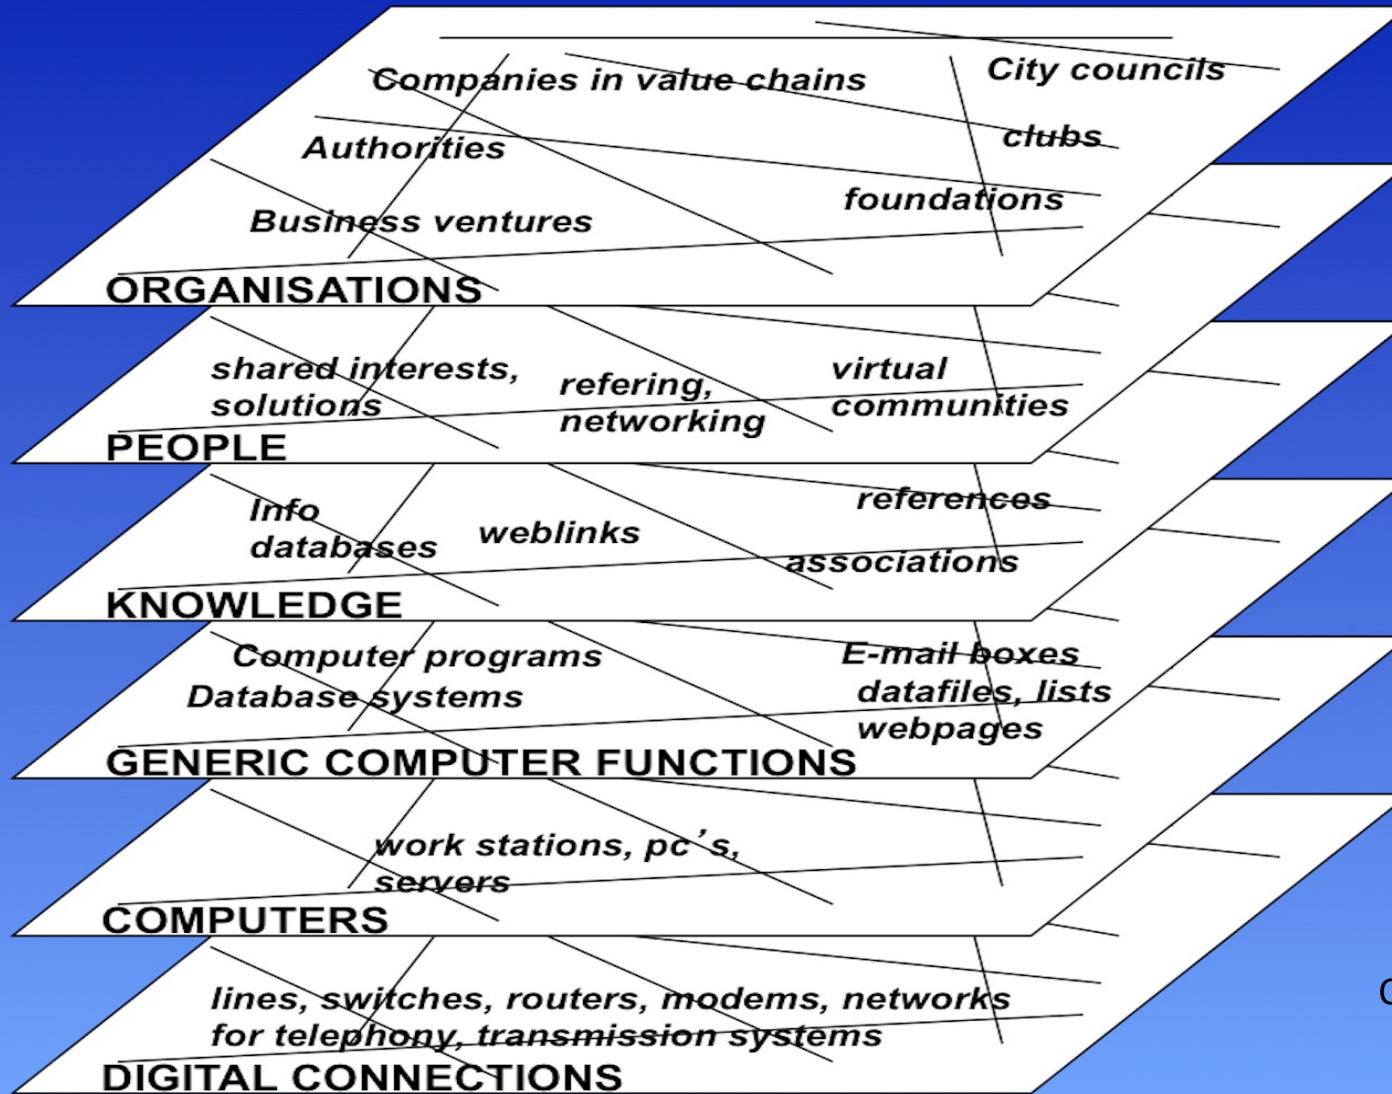 Companies in value chains
City councils
clubs
Authorities
foundations
Business ventures
ORGANISATIONS
shared interests,
solutions
refering,
networking
virtual
communities
PEOPLE
Info
databases
weblinks
references
associations
KNOWLEDGE
Computer programs
Database systems
E-mail boxes
datafiles, lists
webpages
GENERIC COMPUTER FUNCTIONS
work stations, pc’s,
servers
COMPUTERS
lines, switches, routers, modems, networks
for telephony, transmission systems
DIGITAL CONNECTIONS